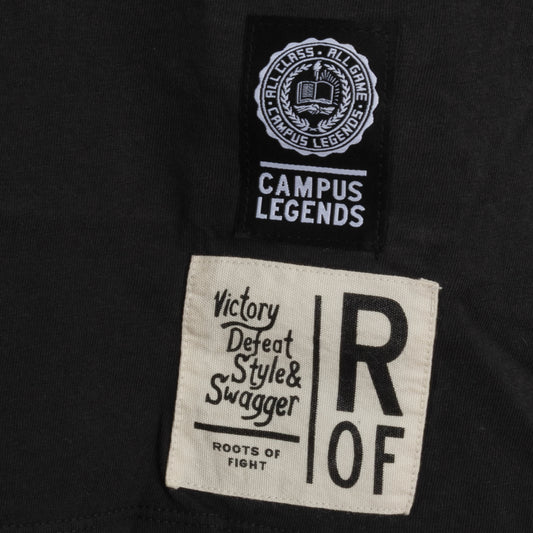 ALL CLASS • ALL GAME
• CAMPUS LEGENDS •
CAMPUS
LEGENDS
Victory
Defeat
Style &
Swagger
ROOTS OF
FIGHT
R
OF